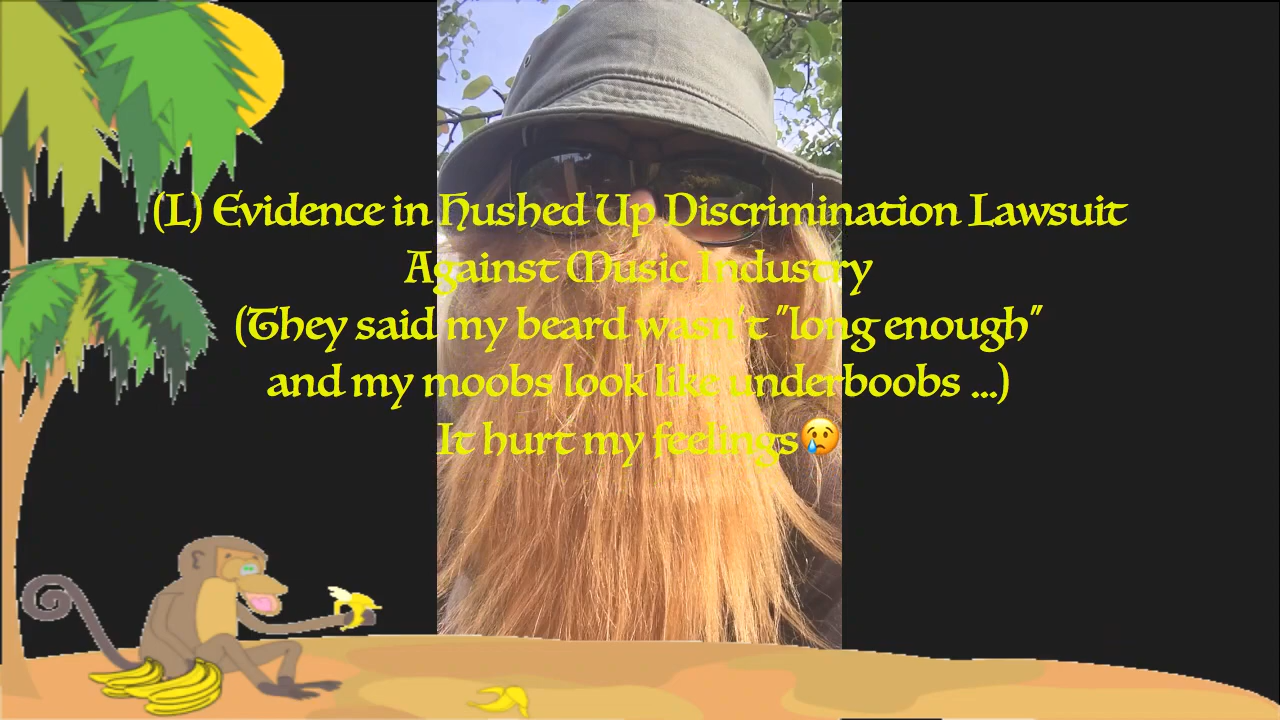 (L) Evidence in Hushed Up Discrimination Lawsuit
Against Music Industry
(They said my beard wasn't "long enough"
and my moobs look like underboobs ...)
It hurt my feelings😢